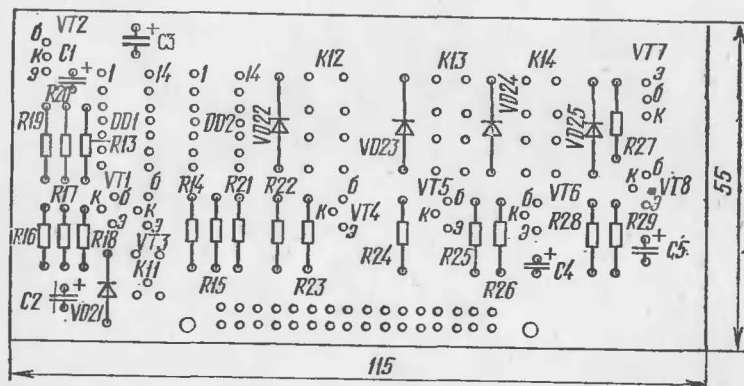 VT2
б
к
э
C1
+
C3
+
1
14
1
14
K12
K13
K14
VT7
э
б
к
R20
R19
DD1
R13
DD2
VD22
VD23
VD24
VD25
R27
R17
VT1
б
к
э
б
к
R14
R21
R22
б
к
э
VT4
VT5
б
к
э
VT6
б
к
э
VT8
э
R16
R18
VT3
K11
R15
R23
R24
R25
R26
R28
R29
C4
+
C5
+
C2
+
VD21
55
115